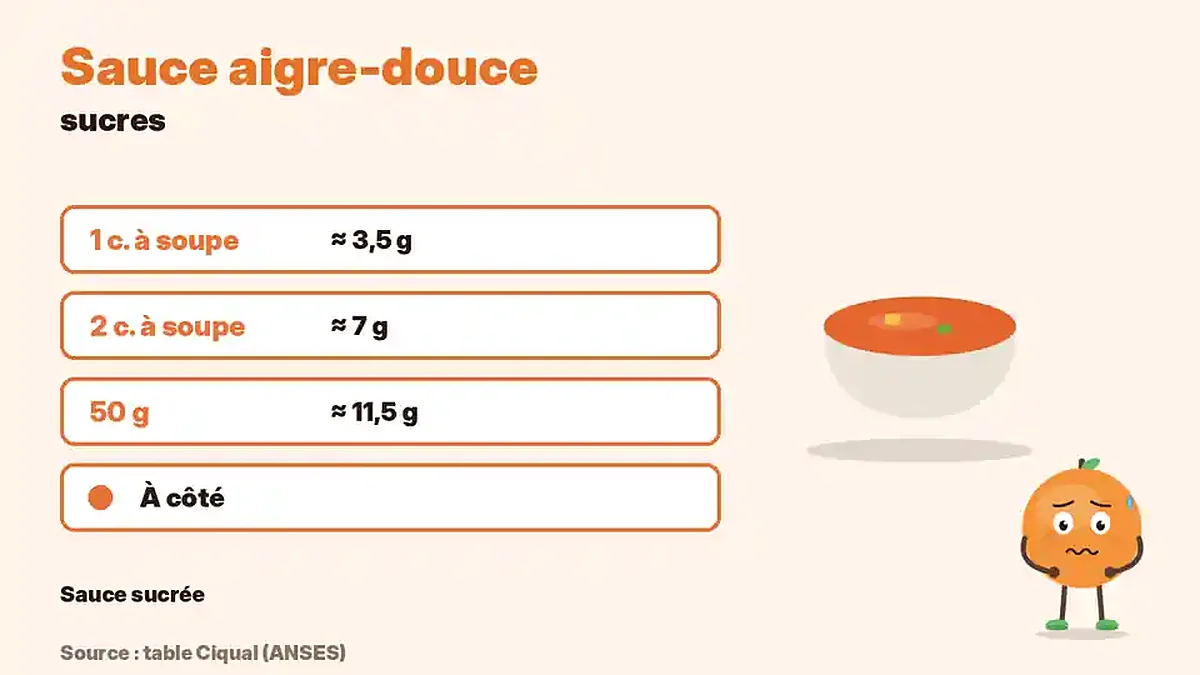 Sauce aigre-douce
sucres
1 c. à soupe ≈ 3,5 g
2 c. à soupe ≈ 7 g
50 g ≈ 11,5 g
À côté
Sauce sucrée
Source : table Ciqual (ANSES)